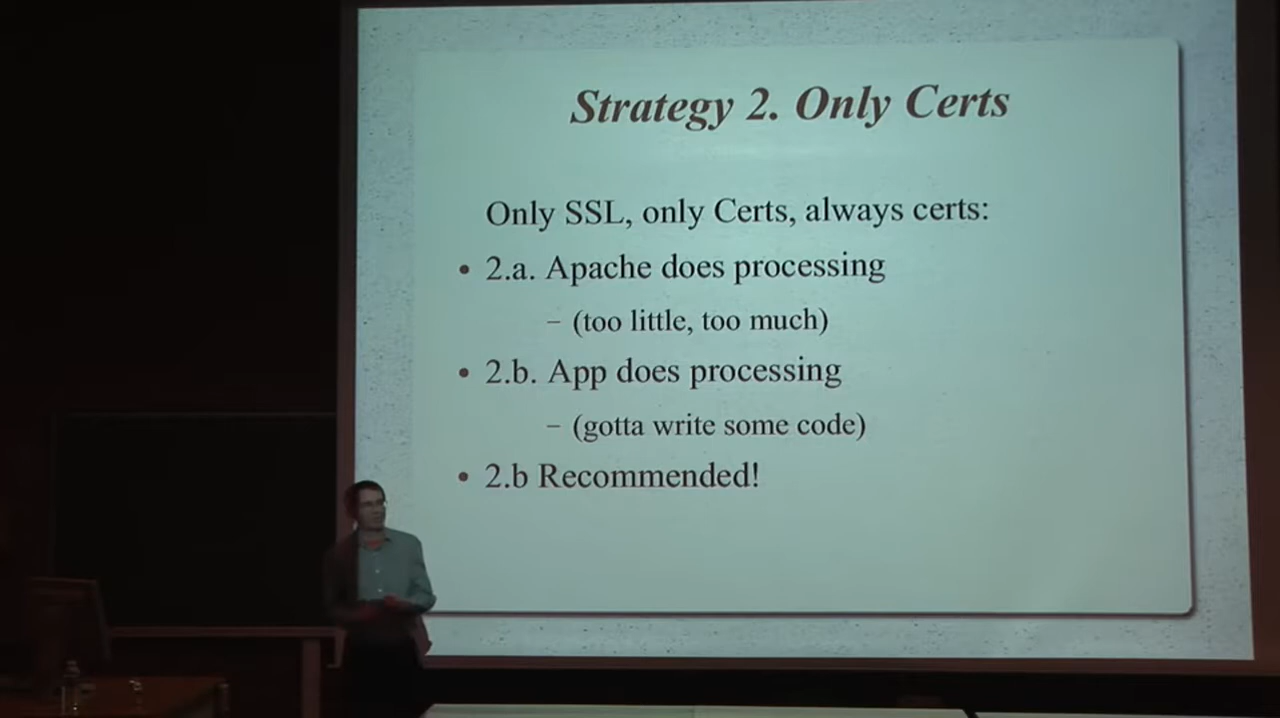 Strategy 2. Only Certs
Only SSL, only Certs, always certs:
• 2.a. Apache does processing
– (too little, too much)
• 2.b. App does processing
– (gotta write some code)
• 2.b Recommended!